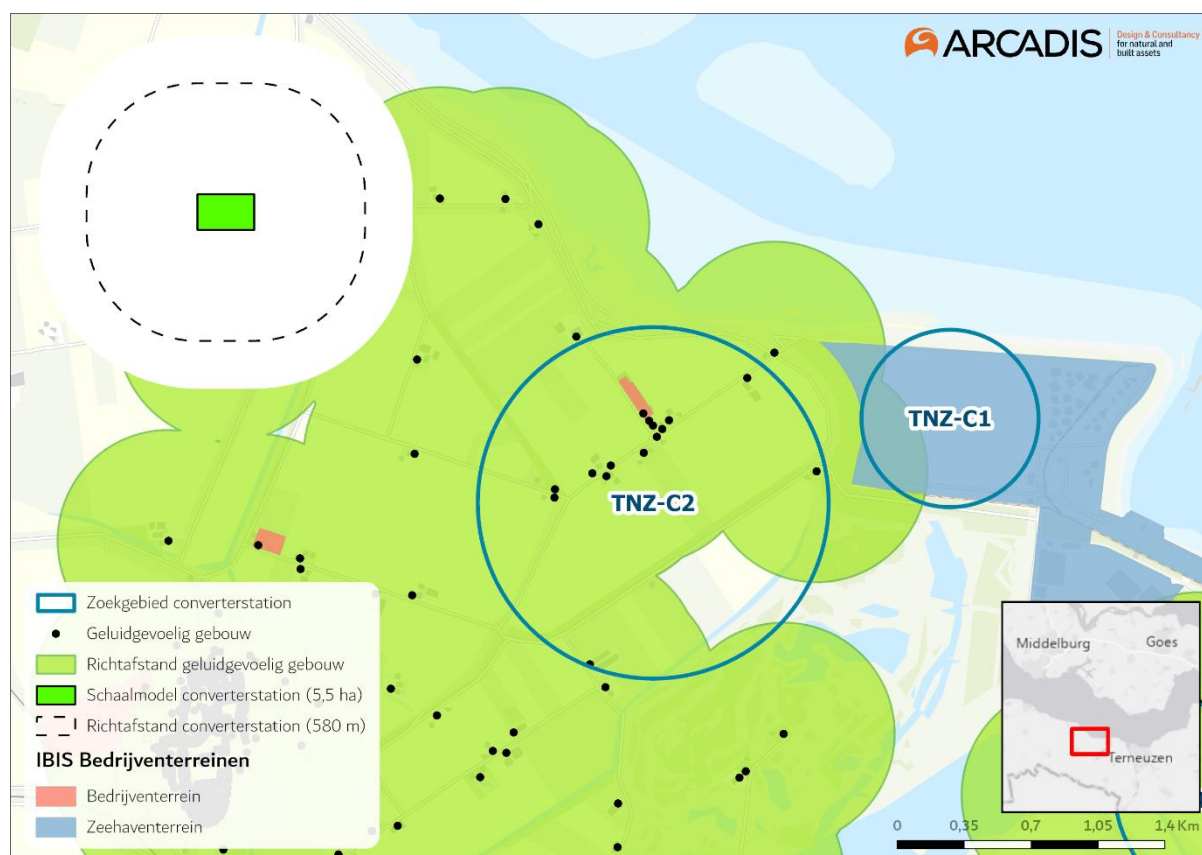 ARCADIS
Design & Consultancy
for natural and
built assets
TNZ-C1
TNZ-C2
Zoekgebied converterstation
Geluidgevoelig gebouw
Richtafstand geluidgevoelig gebouw
Schaalmodel converterstation (5,5 ha)
Richtafstand converterstation (580 m)
IBIS Bedrijventerreinen
Bedrijventerrein
Zeehaventerrein
Middelburg
Goes
Terneuzen
0
0,35
0,7
1,05
1,4 Km